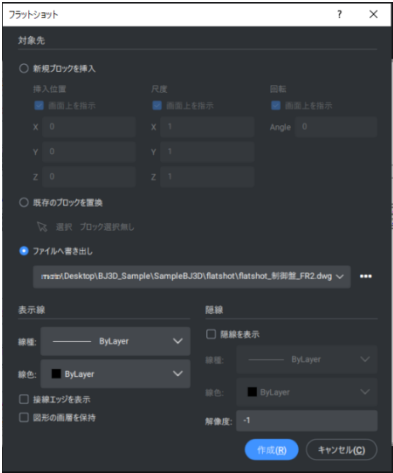 フラットショット ? ×
対象先
新規ブロックを挿入
挿入位置 尺度 回転
画面上を指示 画面上を指示 画面上を指示
X 0 X 1 Angle 0
Y 0 Y 1
Z 0 Z 1
既存のブロックを置換
選択 ブロック選択無し
ファイルへ書き出し
\Desktop\BJ3D_Sample\SampleBJ3D\flatshot\flatshot_制御盤_FR2.dwg •••
表示線 隠線
線種: ByLayer 隠線を表示
線種: ByLayer
線色: ByLayer
線色: ByLayer
接線エッジを表示
図形の画層を保持 解像度: -1
作成(R) キャンセル(C)